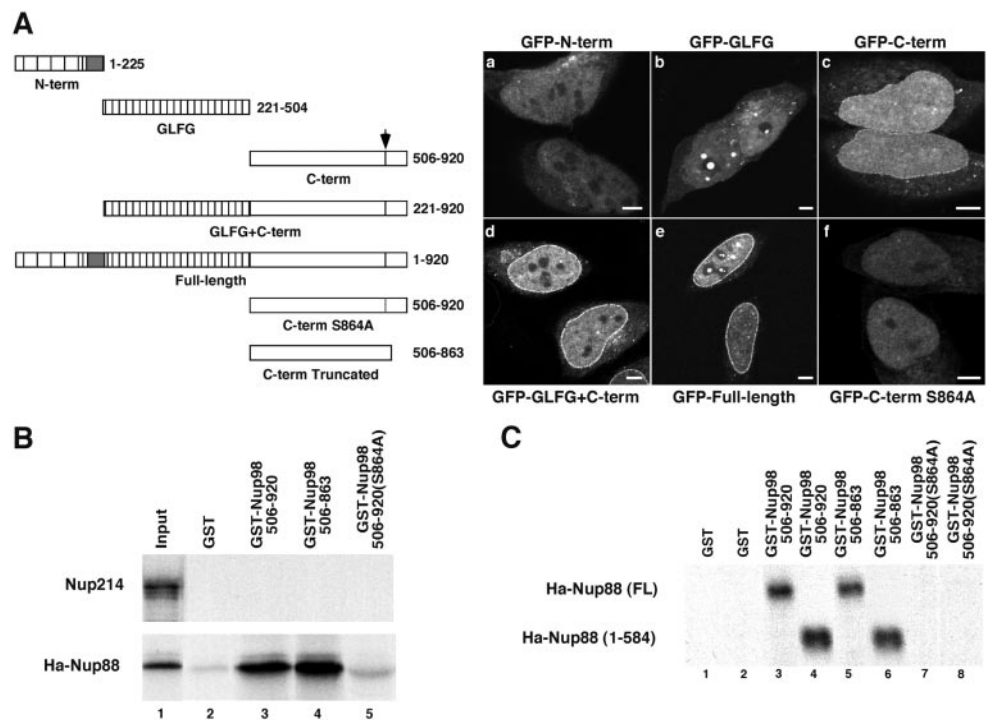 A
1-225
N-term
221-504
GLFG
506-920
C-term
221-920
GLFG+C-term
1-920
Full-length
506-920
C-term S864A
506-863
C-term Truncated
GFP-N-term
GFP-GLFG
GFP-C-term
a
b
c
d
e
f
GFP-GLFG+C-term
GFP-Full-length
GFP-C-term S864A
B
Input
GST
GST-Nup98
506-920
GST-Nup98
506-863
GST-Nup98
506-920(S864A)
Nup214
Ha-Nup88
1 2 3 4 5
C
GST
GST
GST-Nup98
506-920
GST-Nup98
506-920
GST-Nup98
506-863
GST-Nup98
506-863
GST-Nup98
506-920(S864A)
GST-Nup98
506-920(S864A)
Ha-Nup88 (FL)
Ha-Nup88 (1-584)
1 2 3 4 5 6 7 8